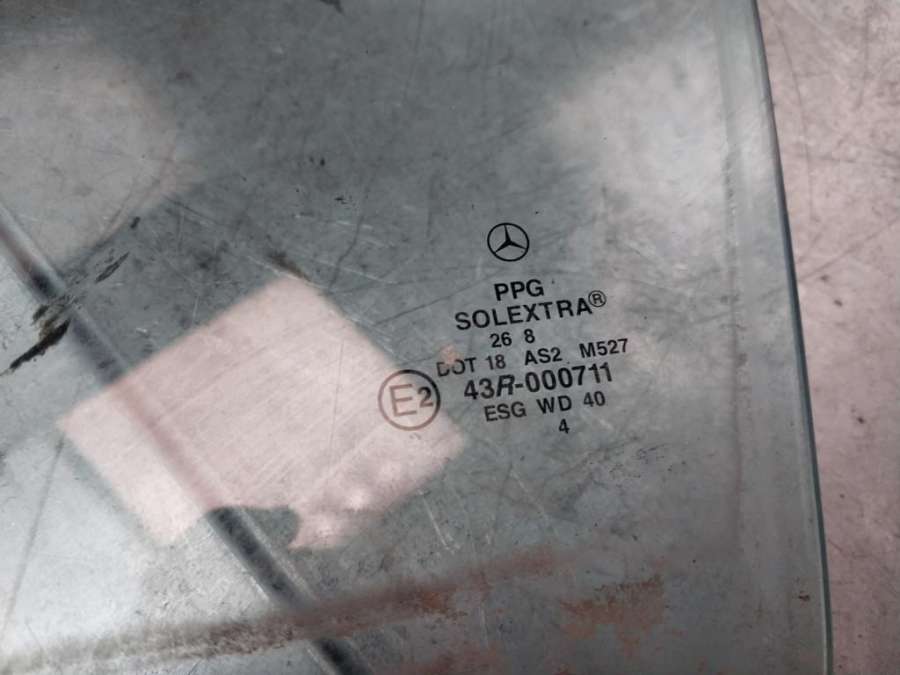 PPG
SOLEXTRA®
26 8
DOT 18 AS2 M527
E2 43R-000711
ESG WD 40
4